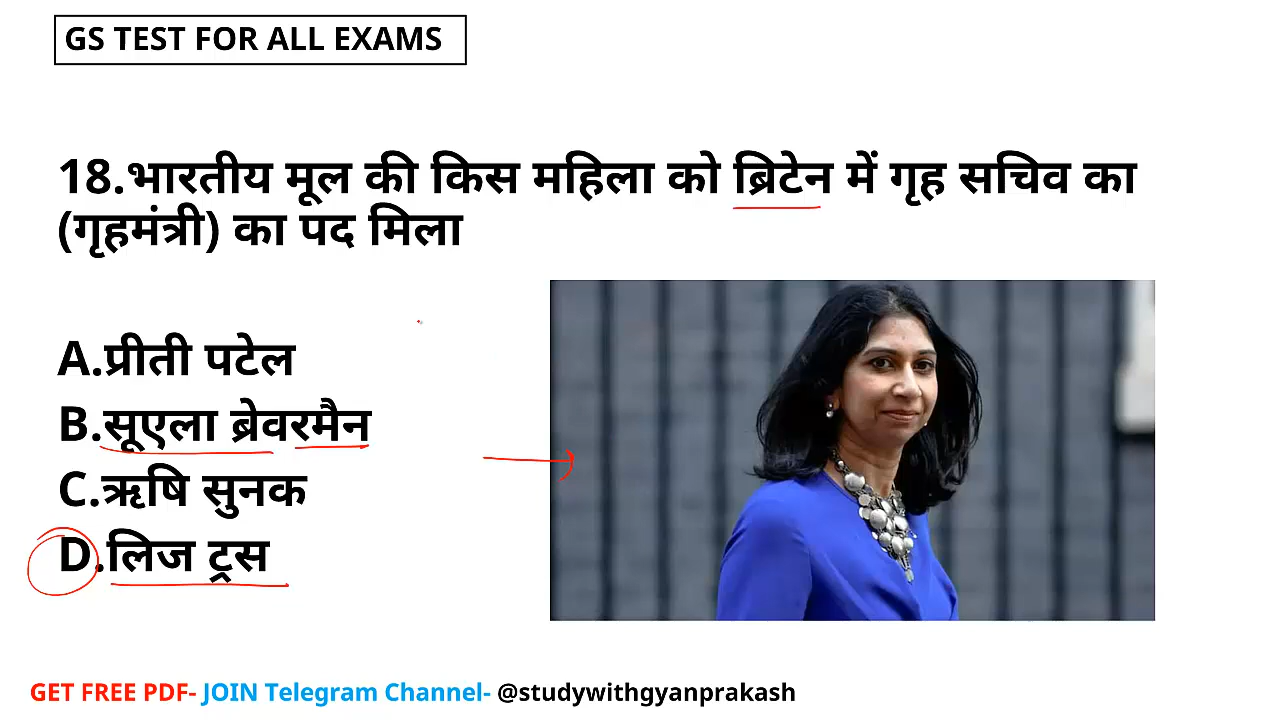 GS TEST FOR ALL EXAMS
18.भारतीय मूल की किस महिला को ब्रिटेन में गृह सचिव का
(गृहमंत्री) का पद मिला
A.प्रीती पटेल
B.सूएला ब्रेवरमैन
C.ऋषि सुनक
D.लिज ट्रस
GET FREE PDF- JOIN Telegram Channel- @studywithgyanprakash